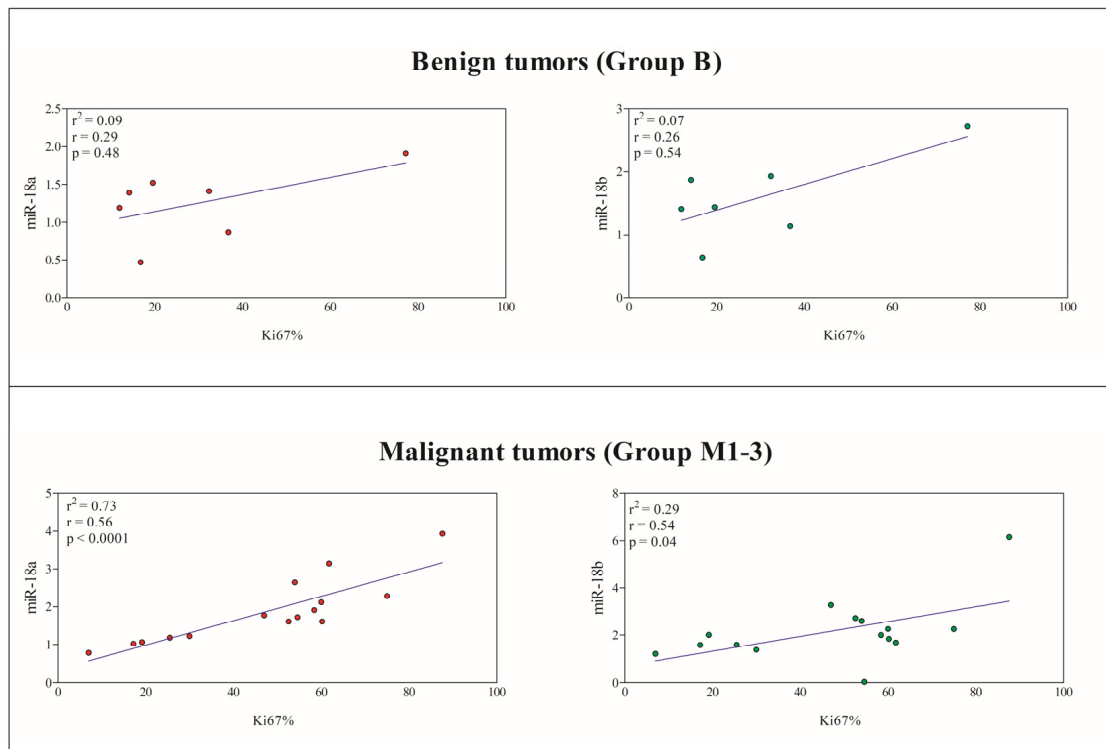 Benign tumors (Group B)
r² = 0.09
r = 0.29
p = 0.48
miR-18a
2.5
2.0
1.5
1.0
0.5
0.0
0 20 40 60 80 100
Ki67%
r² = 0.07
r = 0.26
p = 0.54
miR-18b
3
2
1
0
0 20 40 60 80 100
Ki67%
Malignant tumors (Group M1-3)
r² = 0.73
r = 0.56
p < 0.0001
miR-18a
5
4
3
2
1
0
0 20 40 60 80 100
Ki67%
r² = 0.29
r = 0.54
p = 0.04
miR-18b
8
6
4
2
0
0 20 40 60 80 100
Ki67%